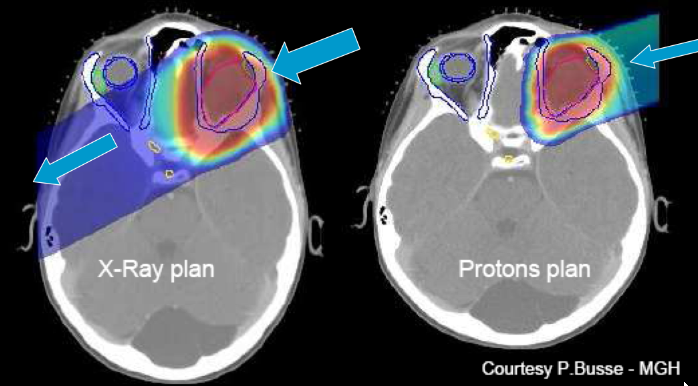 X-Ray plan
Protons plan
Courtesy P.Busse - MGH